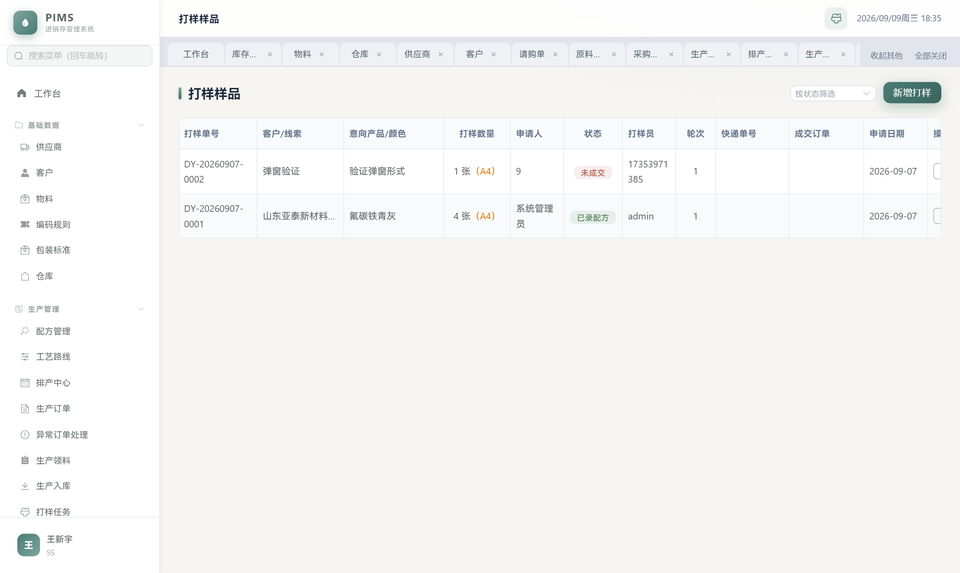 PIMS
进销存管理系统
搜索菜单（回车跳转）
工作台
基础数据
供应商
客户
物料
编码规则
包装标准
仓库
生产管理
配方管理
工艺路线
排产中心
生产订单
异常订单处理
生产领料
生产入库
打样任务
王
王新宇
SS
打样样品
2026/09/09周三 18:35
工作台 库存... × 物料 × 仓库 × 供应商 × 客户 × 请购单 × 原料... × 采购... × 生产... × 排产... × 生产... × 收起其他 全部关闭
打样样品
按状态筛选 新增打样
打样单号 客户/线索 意向产品/颜色 打样数量 申请人 状态 打样员 轮次 快递单号 成交订单 申请日期
DY-20260907-0002 弹窗验证 验证弹窗形式 1 张（A4） 9 未成交 17353971385 1 2026-09-07
DY-20260907-0001 山东亚泰新材料... 氟碳铁青灰 4 张（A4） 系统管理员 已录配方 admin 1 2026-09-07